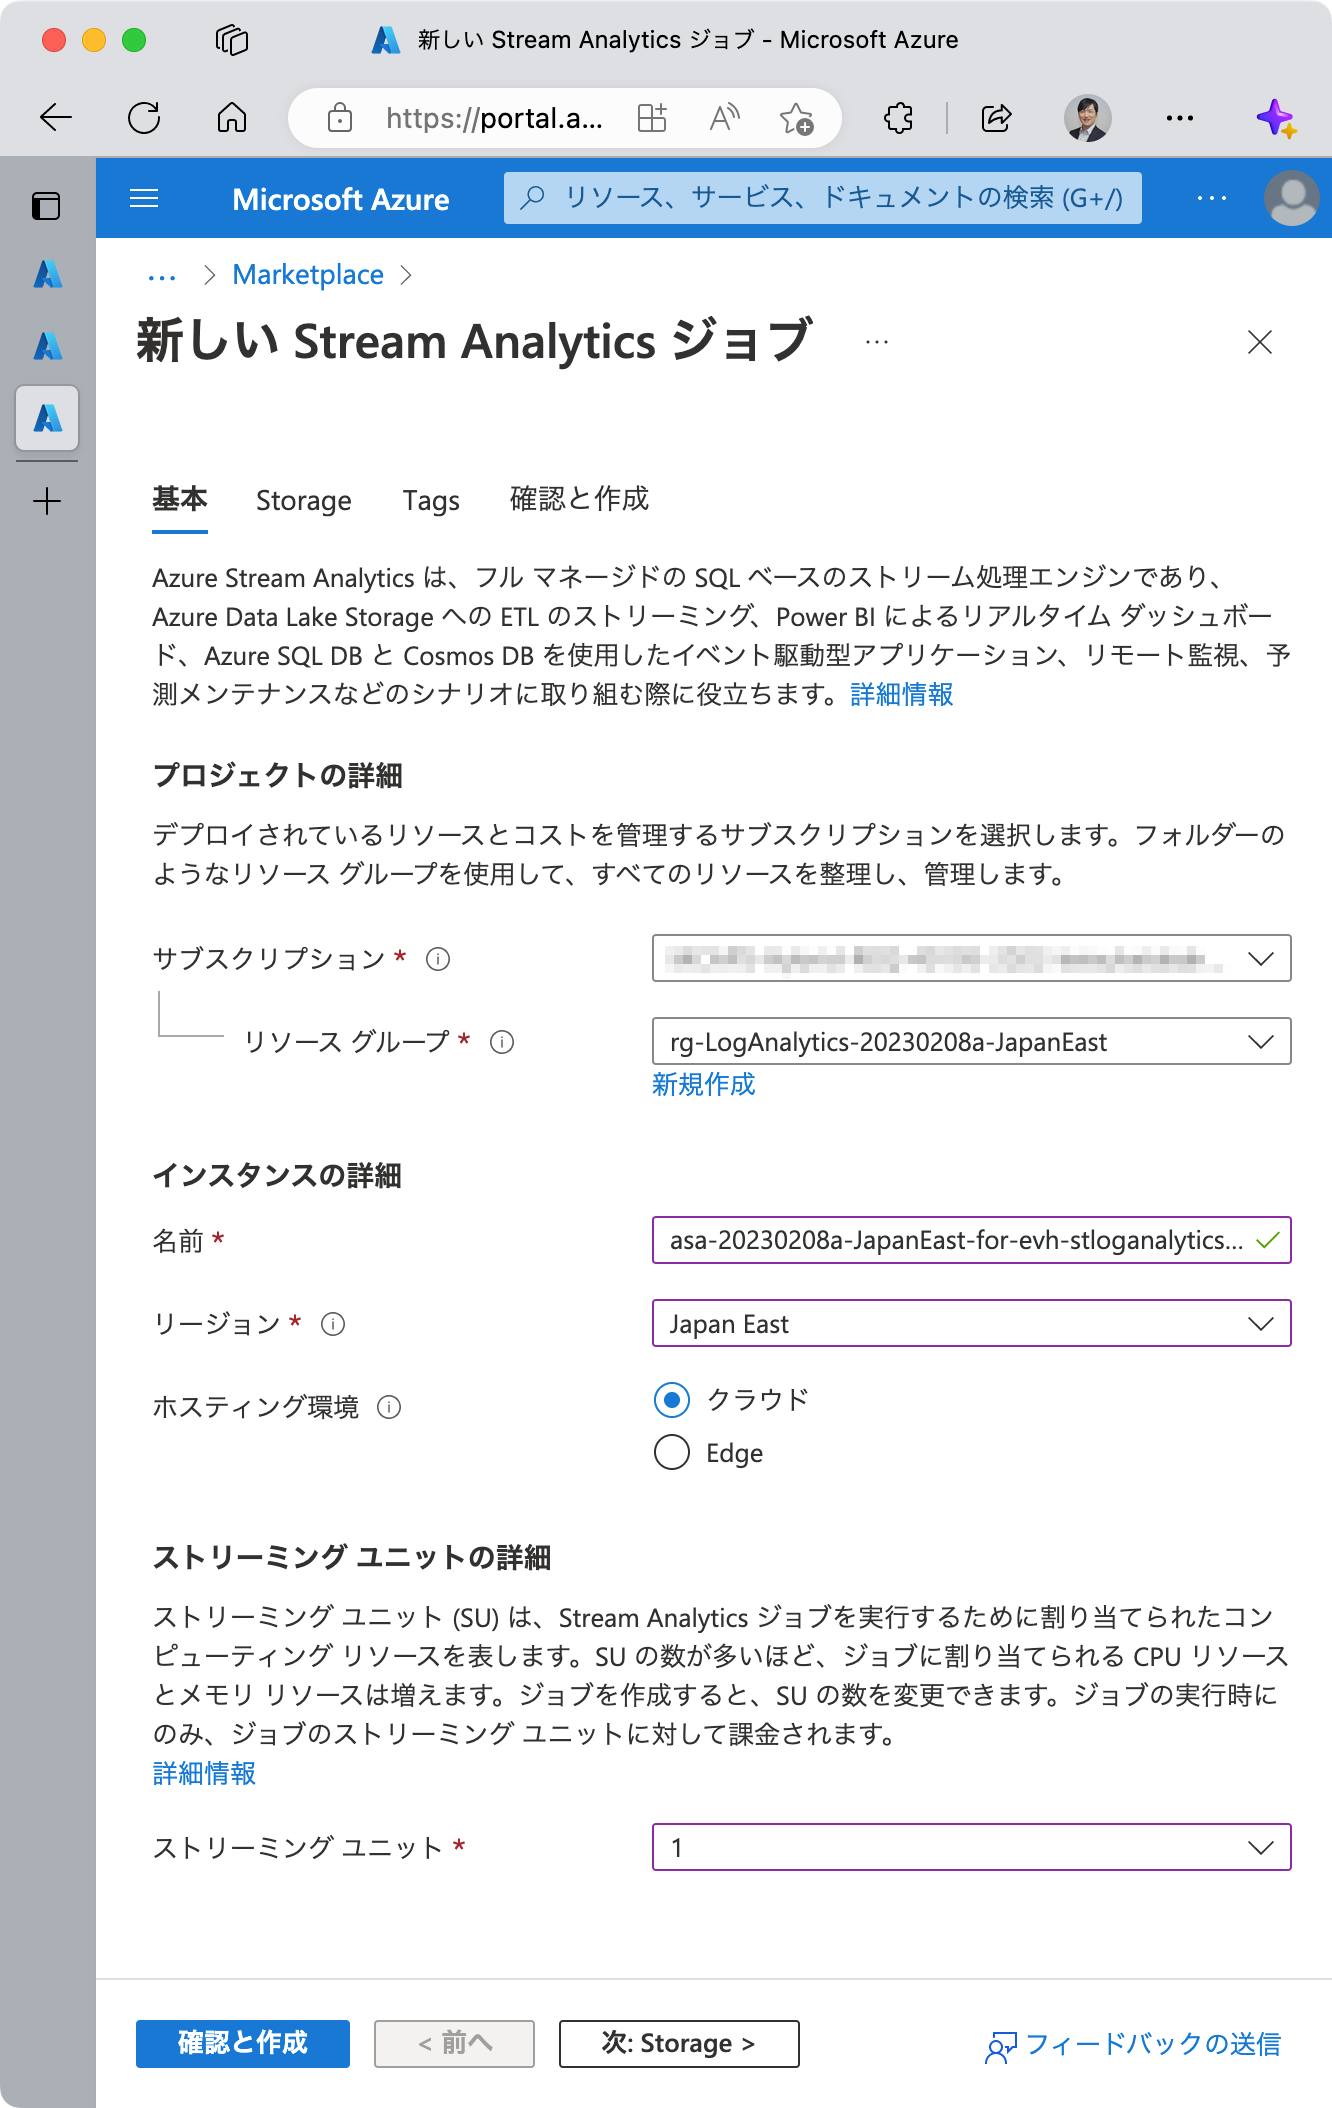 新しい Stream Analytics ジョブ - Microsoft Azure
https://portal.a...
Microsoft Azure
リソース、サービス、ドキュメントの検索 (G+/)
... > Marketplace >
新しい Stream Analytics ジョブ ...
基本 Storage Tags 確認と作成
Azure Stream Analytics は、フル マネージドの SQL ベースのストリーム処理エンジンであり、
Azure Data Lake Storage への ETL のストリーミング、Power BI によるリアルタイム ダッシュボー
ド、Azure SQL DB と Cosmos DB を使用したイベント駆動型アプリケーション、リモート監視、予
測メンテナンスなどのシナリオに取り組む際に役立ちます。詳細情報
プロジェクトの詳細
デプロイされているリソースとコストを管理するサブスクリプションを選択します。フォルダーの
ようなリソース グループを使用して、すべてのリソースを整理し、管理します。
サブスクリプション *
リソース グループ * rg-LogAnalytics-20230208a-JapanEast
新規作成
インスタンスの詳細
名前 * asa-20230208a-JapanEast-for-evh-stloganalytics...
リージョン * Japan East
ホスティング環境 クラウド
Edge
ストリーミング ユニットの詳細
ストリーミング ユニット (SU) は、Stream Analytics ジョブを実行するために割り当てられたコン
ピューティング リソースを表します。SU の数が多いほど、ジョブに割り当てられる CPU リソース
とメモリ リソースは増えます。ジョブを作成すると、SU の数を変更できます。ジョブの実行時に
のみ、ジョブのストリーミング ユニットに対して課金されます。
詳細情報
ストリーミング ユニット * 1
確認と作成 < 前へ 次: Storage > フィードバックの送信